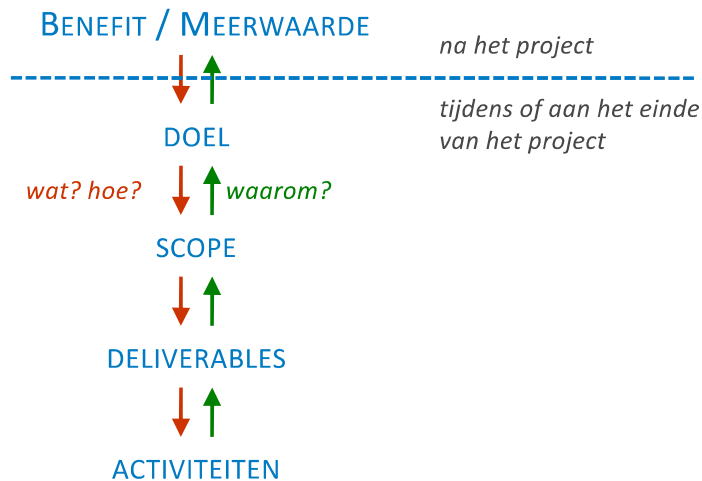 BENEFIT / MEERWAARDE
na het project
tijdens of aan het einde
van het project
DOEL
wat? hoe?
waarom?
SCOPE
DELIVERABLES
ACTIVITEITEN